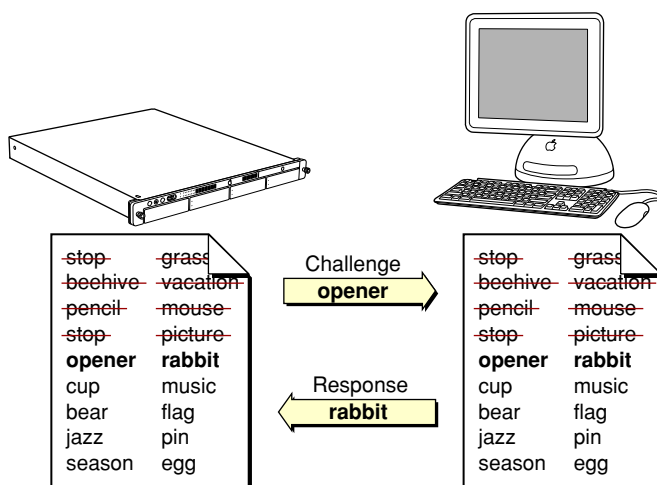 stop grass
beehive vacation
pencil mouse
stop picture
opener rabbit
cup music
bear flag
jazz pin
season egg
Challenge
opener
Response
rabbit
stop grass
beehive vacation
pencil mouse
stop picture
opener rabbit
cup music
bear flag
jazz pin
season egg